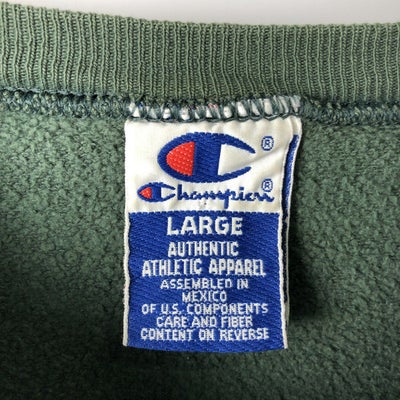 ®
Champion®
LARGE
AUTHENTIC
ATHLETIC APPAREL
ASSEMBLED IN
MEXICO
OF U.S. COMPONENTS
CARE AND FIBER
CONTENT ON REVERSE